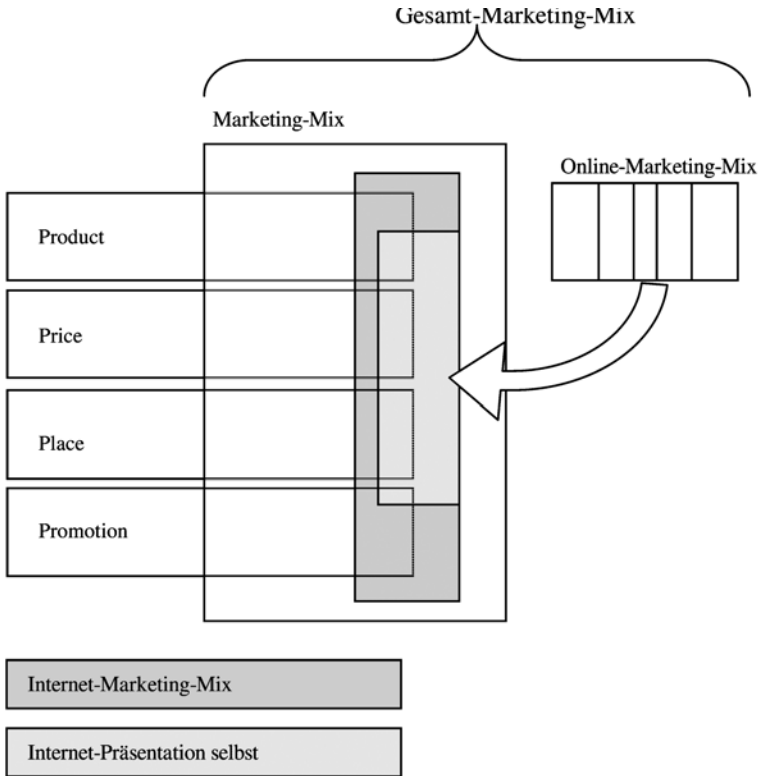 Gesamt-Marketing-Mix
Marketing-Mix
Online-Marketing-Mix
Product
Price
Place
Promotion
Internet-Marketing-Mix
Internet-Präsentation selbst